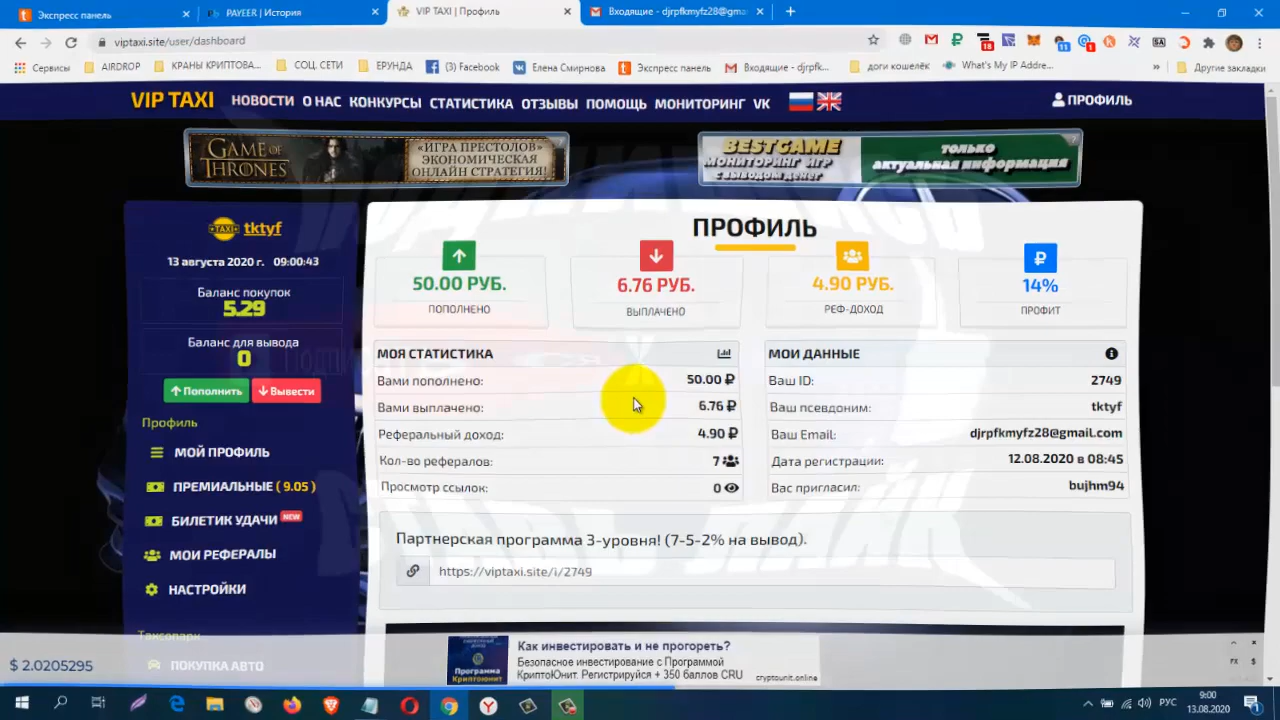 Экспресс панель
PAYEER | История
VIP TAXI | Профиль
Входящие - djrpfkmyfz28@gma
viptaxi.site/user/dashboard
Сервисы
AIRDROP
КРАНЫ КРИПТОВА...
СОЦ. СЕТИ
ЕРУНДА
(3) Facebook
Елена Смирнова
Экспресс панель
Входящие - djrpfk...
доги кошелёк
What's My IP Addre...
»
Другие закладки
VIP TAXI
НОВОСТИ
О НАС
КОНКУРСЫ
СТАТИСТИКА
ОТЗЫВЫ
ПОМОЩЬ
МОНИТОРИНГ
VK
ПРОФИЛЬ
GAME OF THRONES
«ИГРА ПРЕСТОЛОВ»
ЭКОНОМИЧЕСКАЯ
ОНЛАЙН СТРАТЕГИЯ!
BESTGAME
МОНИТОРИНГ ИГР
С ВЫВОДОМ ДЕНЕГ
ТОЛЬКО
АКТУАЛЬНАЯ ИНФОРМАЦИЯ
TAXI tktyf
13 августа 2020 г. 09:00:43
Баланс покупок
5.29
Баланс для вывода
0
Пополнить
Вывести
Профиль
МОЙ ПРОФИЛЬ
ПРЕМИАЛЬНЫЕ ( 9.05 )
БИЛЕТИК УДАЧИ NEW
МОИ РЕФЕРАЛЫ
НАСТРОЙКИ
Таксопарк
ПОКУПКА АВТО
ПРОФИЛЬ
50.00 РУБ.
ПОПОЛНЕНО
6.76 РУБ.
ВЫПЛАЧЕНО
4.90 РУБ.
РЕФ-ДОХОД
14%
ПРОФИТ
МОЯ СТАТИСТИКА
Вами пополнено: 50.00 ₽
Вами выплачено: 6.76 ₽
Реферальный доход: 4.90 ₽
Кол-во рефералов: 7
Просмотр ссылок: 0
МОИ ДАННЫЕ
Ваш ID: 2749
Ваш псевдоним: tktyf
Ваш Email: djrpfkmyfz28@gmail.com
Дата регистрации: 12.08.2020 в 08:45
Вас пригласил: bujhm94
Партнерская программа 3-уровня! (7-5-2% на вывод).
https://viptaxi.site/i/2749
$ 2.0205295
Программа
КриптоЮнит
Как инвестировать и не прогореть?
Безопасное инвестирование с Программой
КриптоЮнит. Регистрируйся + 350 баллов CRU
cryptounit.online
РУС
9:00
13.08.2020